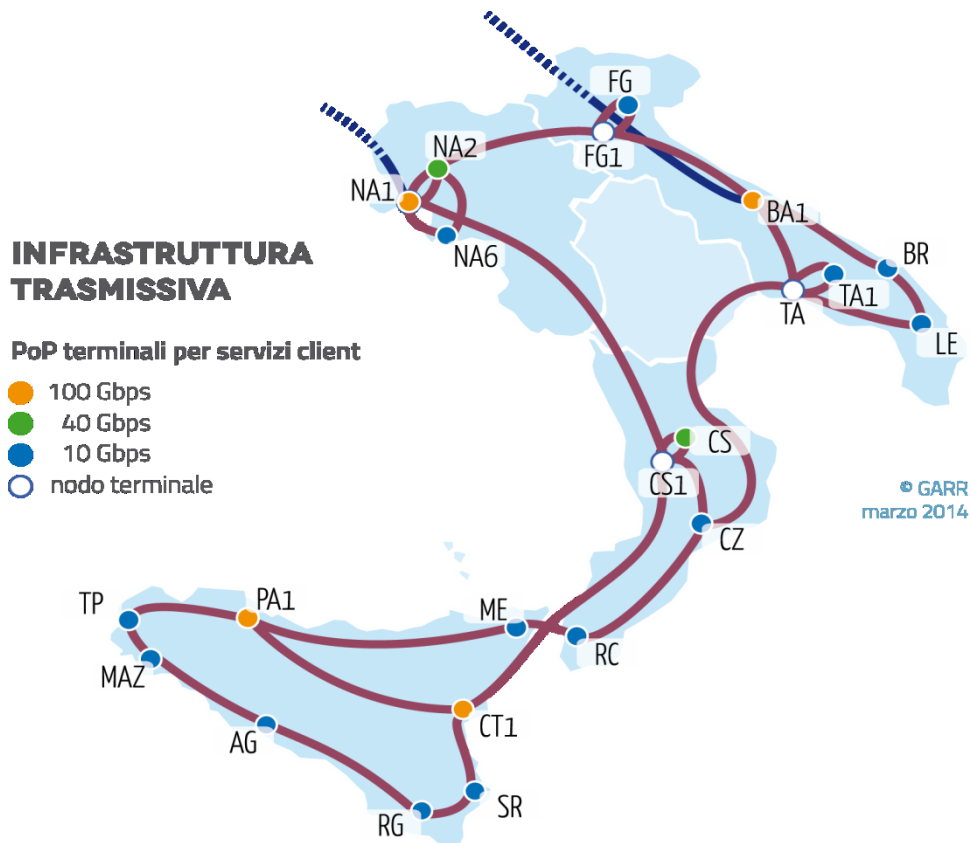 FG
NA2
FG1
NA1
BA1
NA6
BR
TA1
TA
LE
INFRASTRUTTURA
TRASMISSIVA
PoP terminali per servizi client
100 Gbps
40 Gbps
10 Gbps
nodo terminale
CS
CS1
© GARR
marzo 2014
CZ
TP
PA1
ME
RC
MAZ
CT1
AG
SR
RG